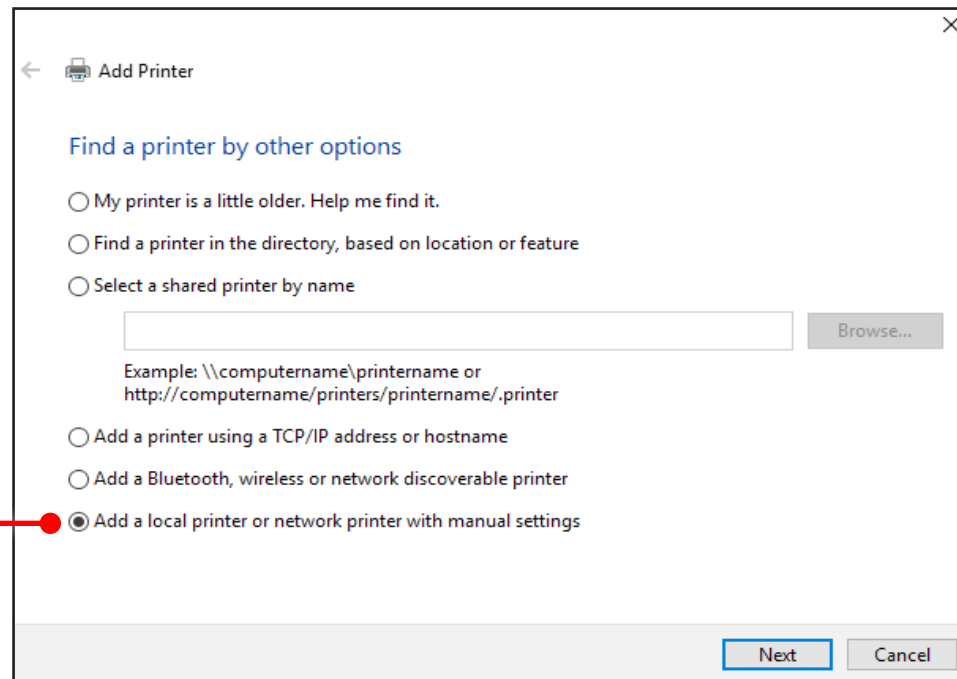 Add Printer
Find a printer by other options
My printer is a little older. Help me find it.
Find a printer in the directory, based on location or feature
Select a shared printer by name
Browse...
Example: \\computername\printername or
http://computername/printers/printername/.printer
Add a printer using a TCP/IP address or hostname
Add a Bluetooth, wireless or network discoverable printer
Add a local printer or network printer with manual settings
Next
Cancel